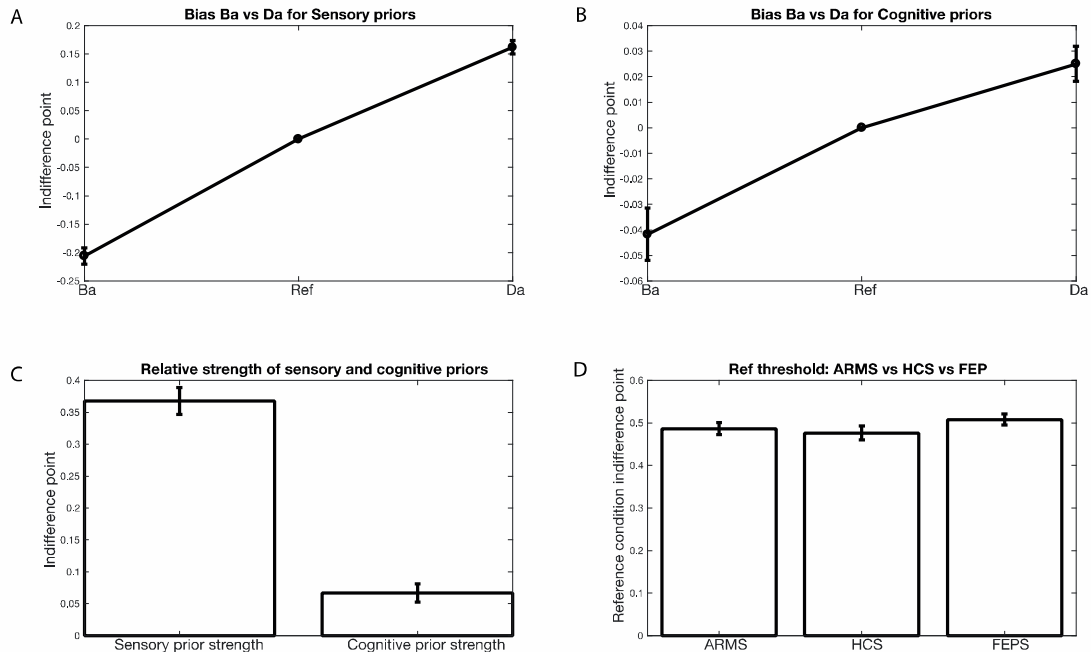 A
Bias Ba vs Da for Sensory priors
Indifference point
0.2
0.15
0.1
0.05
0
-0.05
-0.1
-0.15
-0.2
-0.25
Ba
Ref
Da
B
Bias Ba vs Da for Cognitive priors
Indifference point
0.04
0.03
0.02
0.01
0
-0.01
-0.02
-0.03
-0.04
-0.05
-0.06
Ba
Ref
Da
C
Relative strength of sensory and cognitive priors
Indifference point
0.4
0.35
0.3
0.25
0.2
0.15
0.1
0.05
0
Sensory prior strength
Cognitive prior strength
D
Ref threshold: ARMS vs HCS vs FEP
Reference condition indifference point
0.6
0.5
0.4
0.3
0.2
0.1
0
ARMS
HCS
FEPS